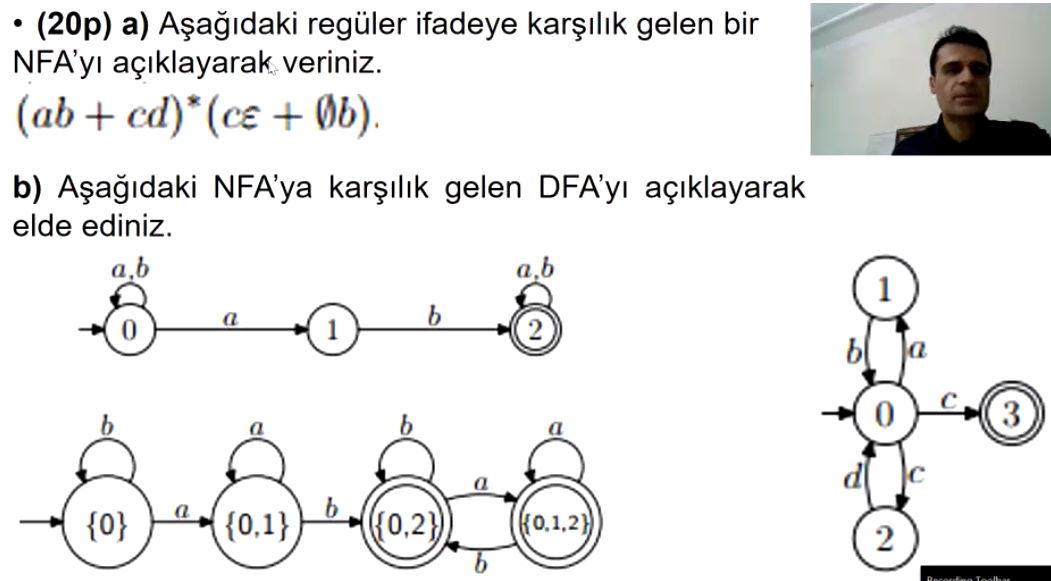 • (20p) a) Aşağıdaki regüler ifadeye karşılık gelen bir
NFA'yı açıklayarak veriniz.
(ab + cd)*(cε + ∅b).
b) Aşağıdaki NFA'ya karşılık gelen DFA'yı açıklayarak
elde ediniz.
a,b a,b
0 a 1 b 2
b a b a
{0} a {0,1} b {0,2} a {0,1,2}
b
1
b a
0 c 3
d c
2
Recording Toolbar